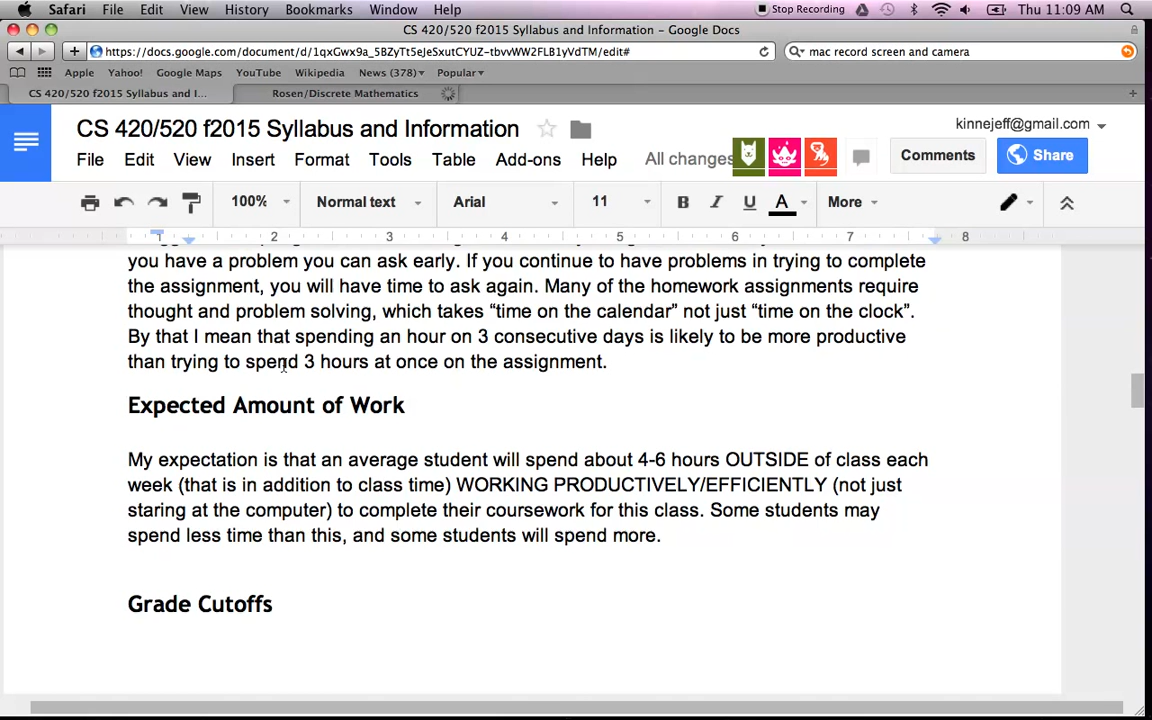 Safari File Edit View History Bookmarks Window Help Stop Recording Thu 11:09 AM
CS 420/520 f2015 Syllabus and Information – Google Docs
https://docs.google.com/document/d/1qxGwx9a_5BZyTt5eJeSxutCYUZ-tbvvWW2FLB1yVdTM/edit# mac record screen and camera
Apple Yahoo! Google Maps YouTube Wikipedia News (378) Popular
CS 420/520 f2015 Syllabus and I... Rosen/Discrete Mathematics
CS 420/520 f2015 Syllabus and Information kinnejeff@gmail.com
File Edit View Insert Format Tools Table Add-ons Help All changes Comments Share
100% Normal text Arial 11 B I U A More
1 2 3 4 5 6 7 8
you have a problem you can ask early. If you continue to have problems in trying to complete
the assignment, you will have time to ask again. Many of the homework assignments require
thought and problem solving, which takes “time on the calendar” not just “time on the clock”.
By that I mean that spending an hour on 3 consecutive days is likely to be more productive
than trying to spend 3 hours at once on the assignment.
Expected Amount of Work
My expectation is that an average student will spend about 4-6 hours OUTSIDE of class each
week (that is in addition to class time) WORKING PRODUCTIVELY/EFFICIENTLY (not just
staring at the computer) to complete their coursework for this class. Some students may
spend less time than this, and some students will spend more.
Grade Cutoffs